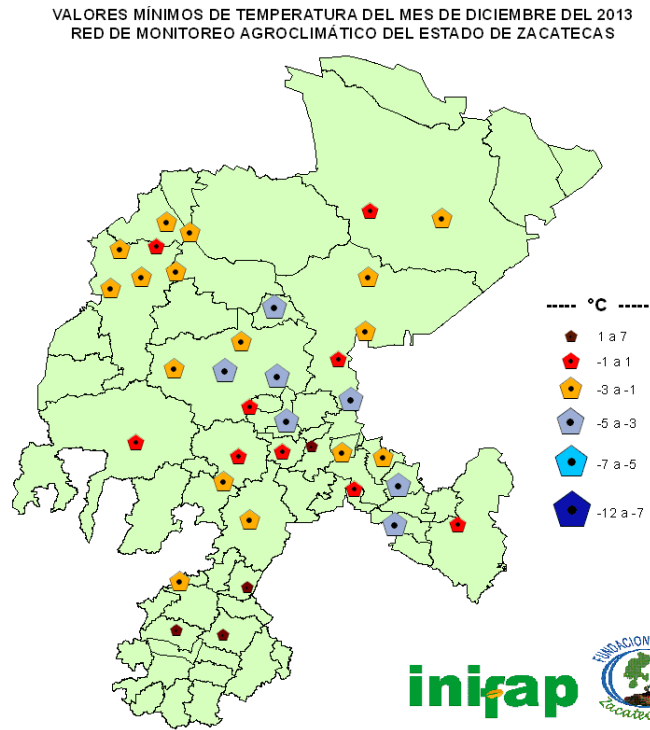 VALORES MÍNIMOS DE TEMPERATURA DEL MES DE DICIEMBRE DEL 2013
RED DE MONITOREO AGROCLIMÁTICO DEL ESTADO DE ZACATECAS
----- °C -----
1 a 7
-1 a 1
-3 a -1
-5 a -3
-7 a -5
-12 a -7
inifap
FUNDACION